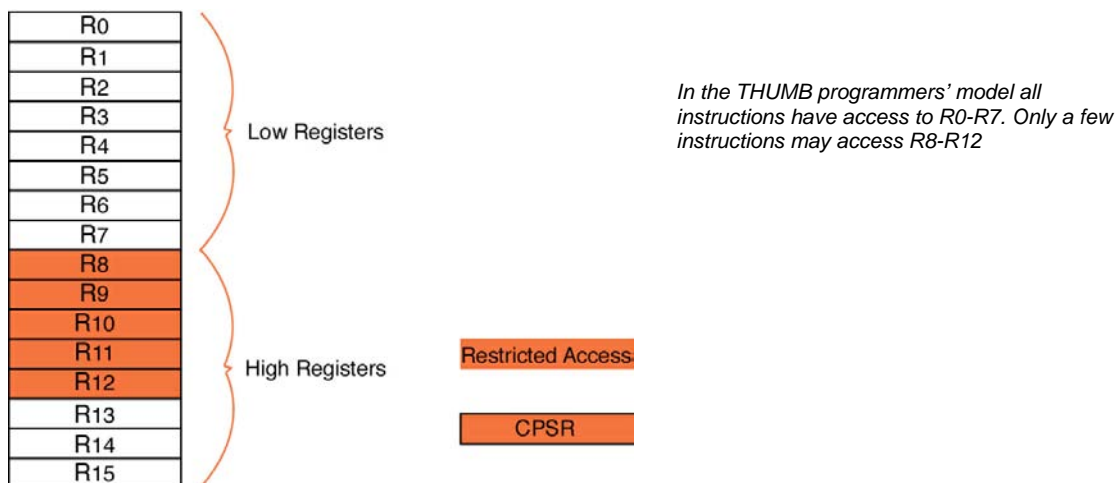 R0
R1
R2
R3
R4
R5
R6
R7
R8
R9
R10
R11
R12
R13
R14
R15
Low Registers
High Registers
In the THUMB programmers’ model all
instructions have access to R0-R7. Only a few
instructions may access R8-R12
Restricted Access
CPSR